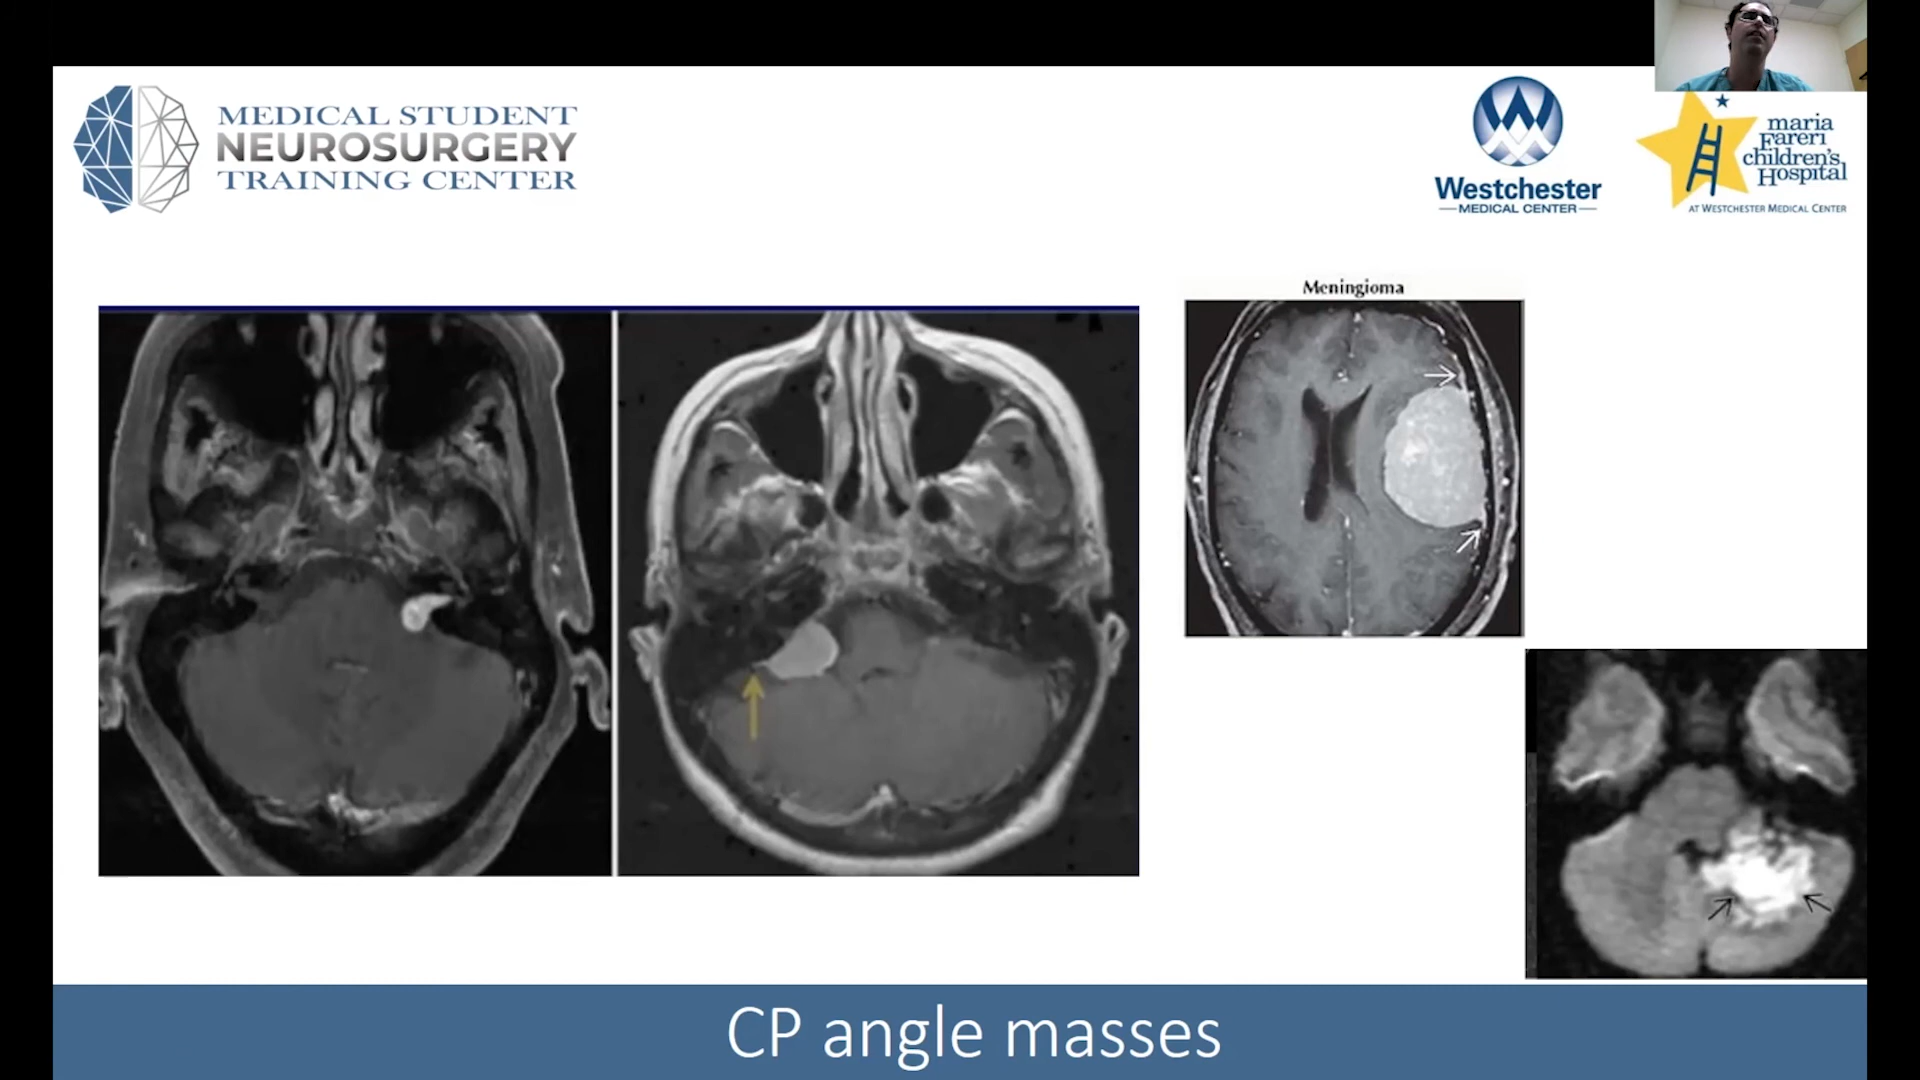 MEDICAL STUDENT
NEUROSURGERY
TRAINING CENTER
Westchester
MEDICAL CENTER
maria
Fareri
children's
Hospital
AT WESTCHESTER MEDICAL CENTER
Meningioma
CP angle masses